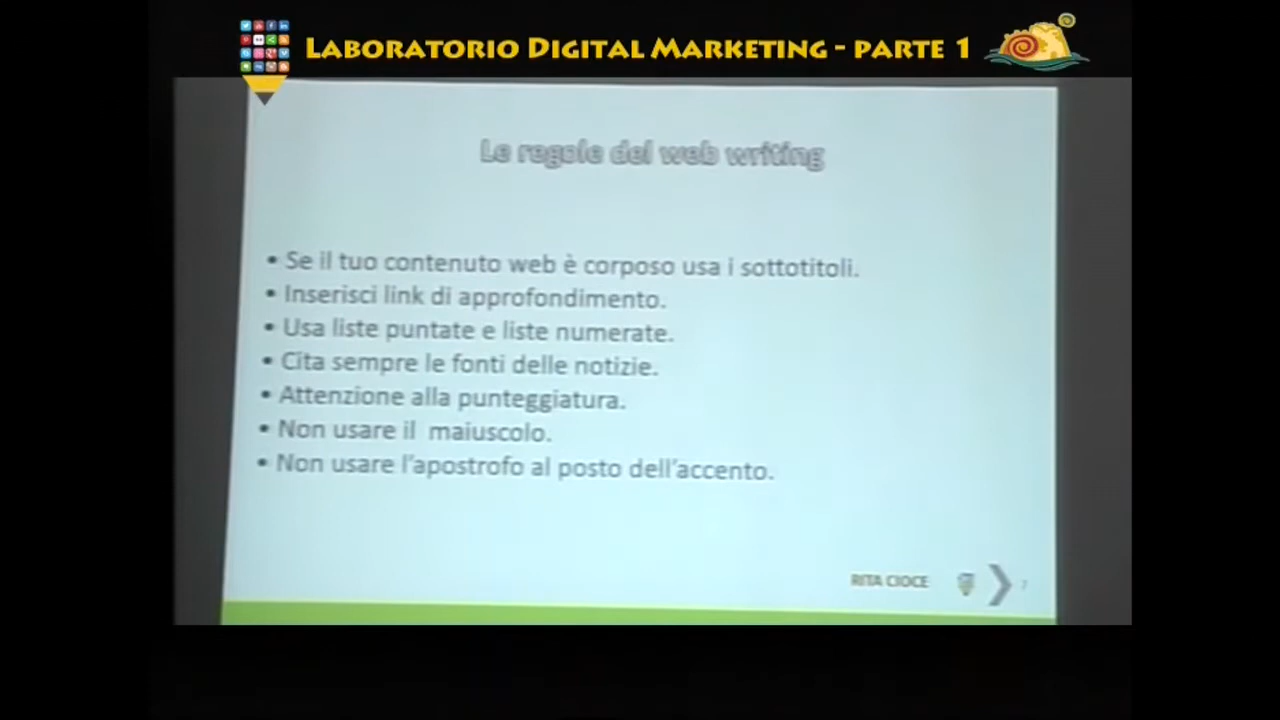 LABORATORIO DIGITAL MARKETING - PARTE 1
Le regole del web writing
• Se il tuo contenuto web è corposo usa i sottotitoli.
• Inserisci link di approfondimento.
• Usa liste puntate e liste numerate.
• Cita sempre le fonti delle notizie.
• Attenzione alla punteggiatura.
• Non usare il maiuscolo.
• Non usare l'apostrofo al posto dell'accento.
RITA CIOCE
7